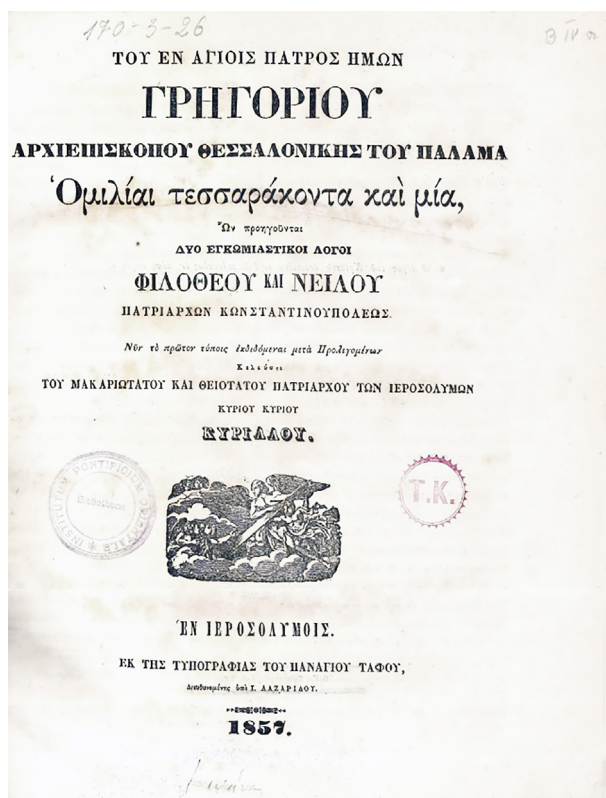 170-3-26
ΤΟΥ ΕΝ ΑΓΙΟΙΣ ΠΑΤΡΟΣ ΗΜΩΝ
ΓΡΗΓΟΡΙΟΥ
ΑΡΧΙΕΠΙΣΚΟΠΟΥ ΘΕΣΣΑΛΟΝΙΚΗΣ ΤΟΥ ΠΑΛΑΜΑ
Ὁμιλίαι τεσσαράκοντα καὶ μία,
Ὧν προηγοῦνται
ΔΥΟ ΕΓΚΩΜΙΑΣΤΙΚΟΙ ΛΟΓΟΙ
ΦΙΛΟΘΕΟΥ ΚΑΙ ΝΕΙΛΟΥ
ΠΑΤΡΙΑΡΧΩΝ ΚΩΝΣΤΑΝΤΙΝΟΥΠΟΛΕΩΣ
Νῦν τὸ πρῶτον τύποις ἐκδιδόμεναι μετὰ Προλεγομένων
Κελεύσει
ΤΟΥ ΜΑΚΑΡΙΩΤΑΤΟΥ ΚΑΙ ΘΕΙΟΤΑΤΟΥ ΠΑΤΡΙΑΡΧΟΥ ΤΩΝ ΙΕΡΟΣΟΛΥΜΩΝ
ΚΥΡΙΟΥ ΚΥΡΙΟΥ
ΚΥΡΙΛΛΟΥ.
INSTITUTUM PONTIFICIUM ORIENTALE
Bibliotheca
T.K.
ἘΝ ΙΕΡΟΣΟΛΥΜΟΙΣ.
ΕΚ ΤΗΣ ΤΥΠΟΓΡΑΦΙΑΣ ΤΟΥ ΠΑΝΑΓΙΟΥ ΤΑΦΟΥ,
Διευθυνομένης ὑπὸ Γ. ΛΑΖΑΡΙΔΟΥ.
1857.